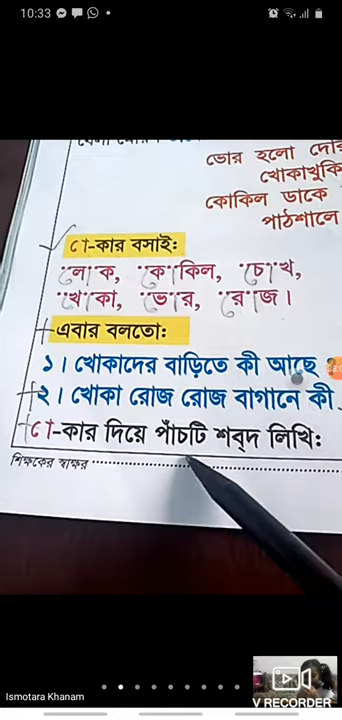 10:33
ভোর হলো
খোকাখুকি
কোকিল ডাকে
পাঠশালে
ো-কার বসাই:
লোক, কোকিল, চোখ,
খোকা, ভোর, রোজ।
এবার বলতো:
১। খোকাদের বাড়িতে কী আছে
২। খোকা রোজ রোজ বাগানে কী
ো-কার দিয়ে পাঁচটি শব্দ লিখি:
শিক্ষকের স্বাক্ষর
Ismotara Khanam
V RECORDER